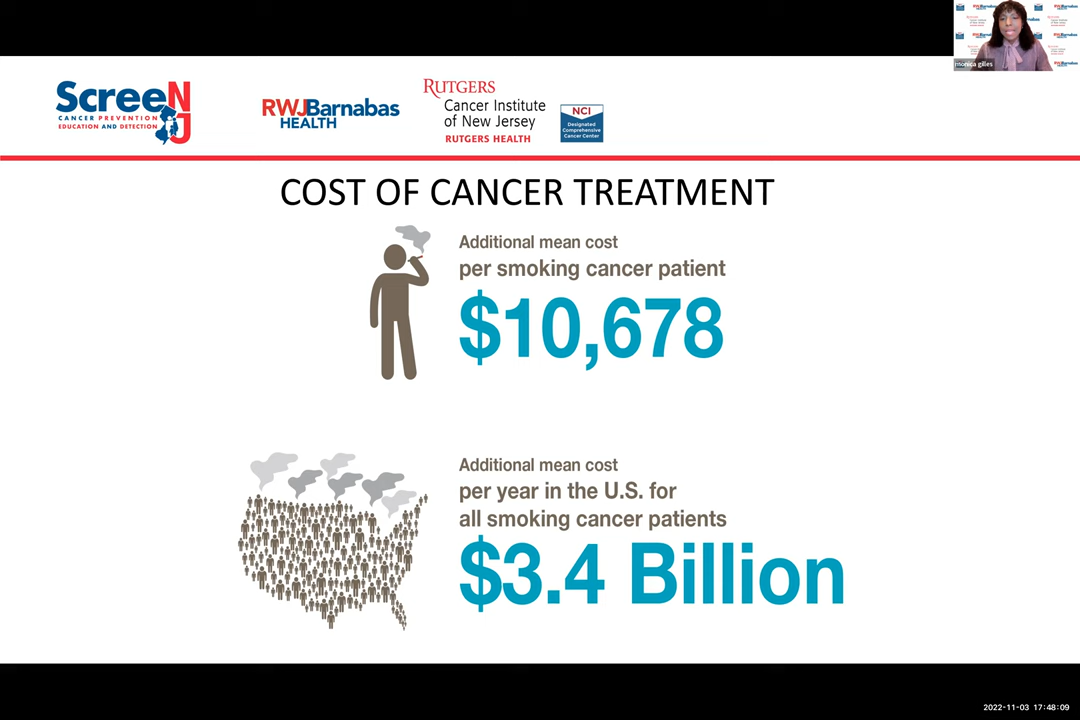 ScreeNJ
CANCER PREVENTION
EDUCATION AND DETECTION
RWJBarnabas
HEALTH
RUTGERS
Cancer Institute
of New Jersey
RUTGERS HEALTH
NCI
Designated
Comprehensive
Cancer Center
monica gilles
COST OF CANCER TREATMENT
Additional mean cost
per smoking cancer patient
$10,678
Additional mean cost
per year in the U.S. for
all smoking cancer patients
$3.4 Billion
2022-11-03 17:48:09